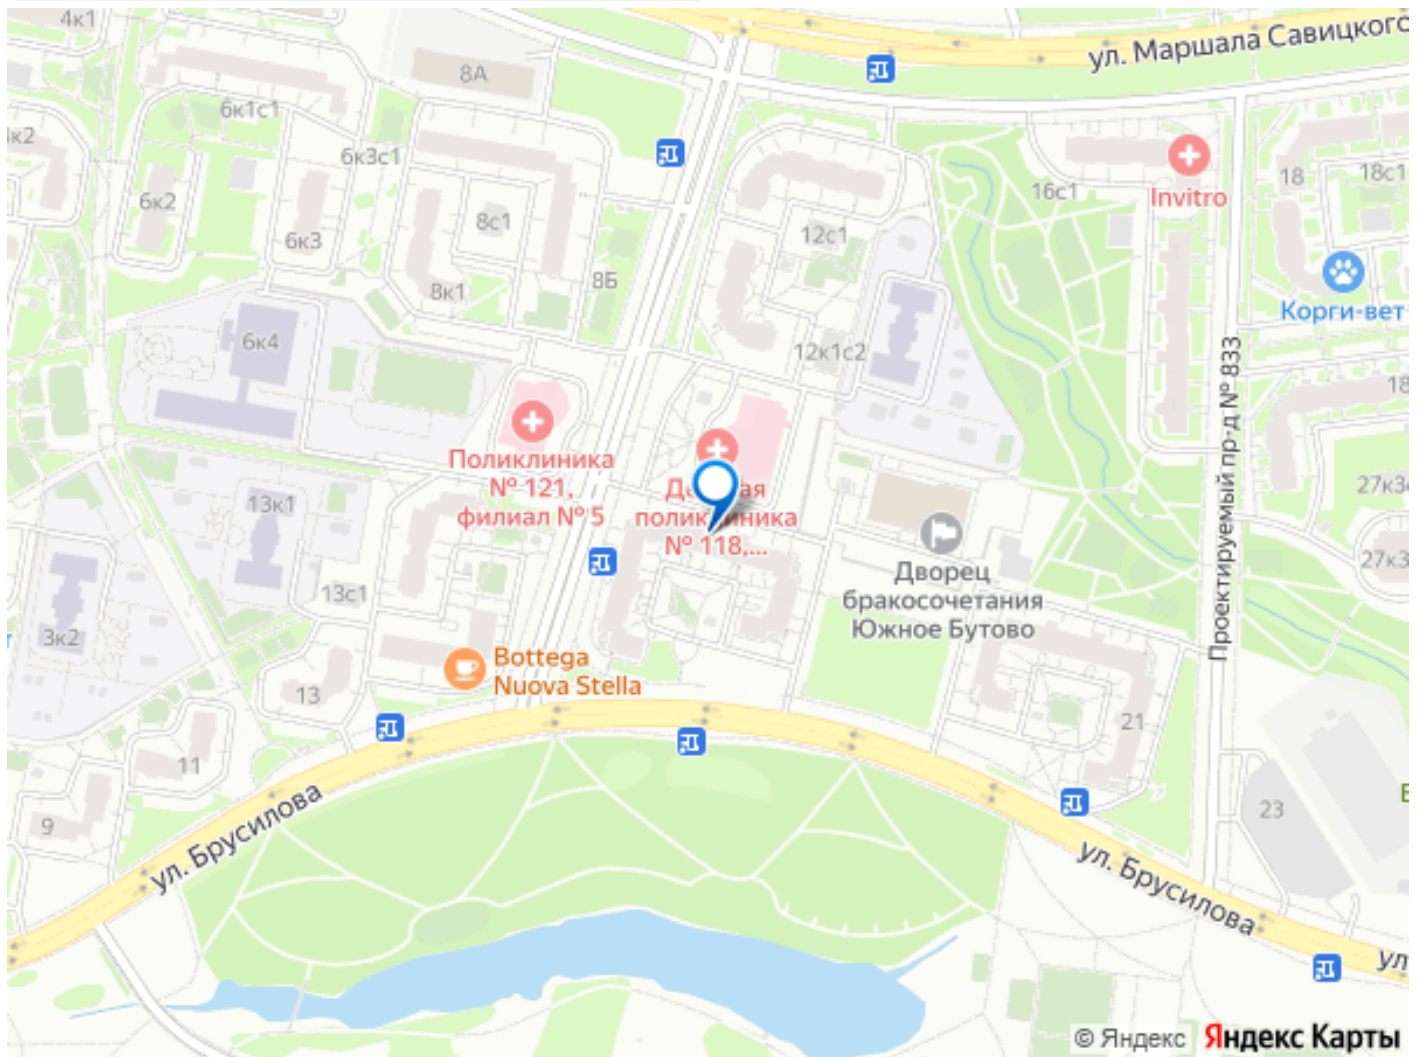 4к1
ул. Маршала Савицкого
8А
6к1с1
к2
6к3с1
18
18с1
6к2
16с1
Invitro
8с1
12с1
6к3
8Б
8к1
Корги-вет
6к4
12к1с2
18
Проектируемый пр-д № 833
Поликлиника
№ 121,
филиал № 5
поликлиника
№ 118,...
27к3
13к1
Дворец
бракосочетания
Южное Бутово
27к3
13с1
3к2
Bottega
Nuova Stella
13
21
11
9
23
ул. Брусилова
ул. Брусилова
ул
© Яндекс
Яндекс Карты